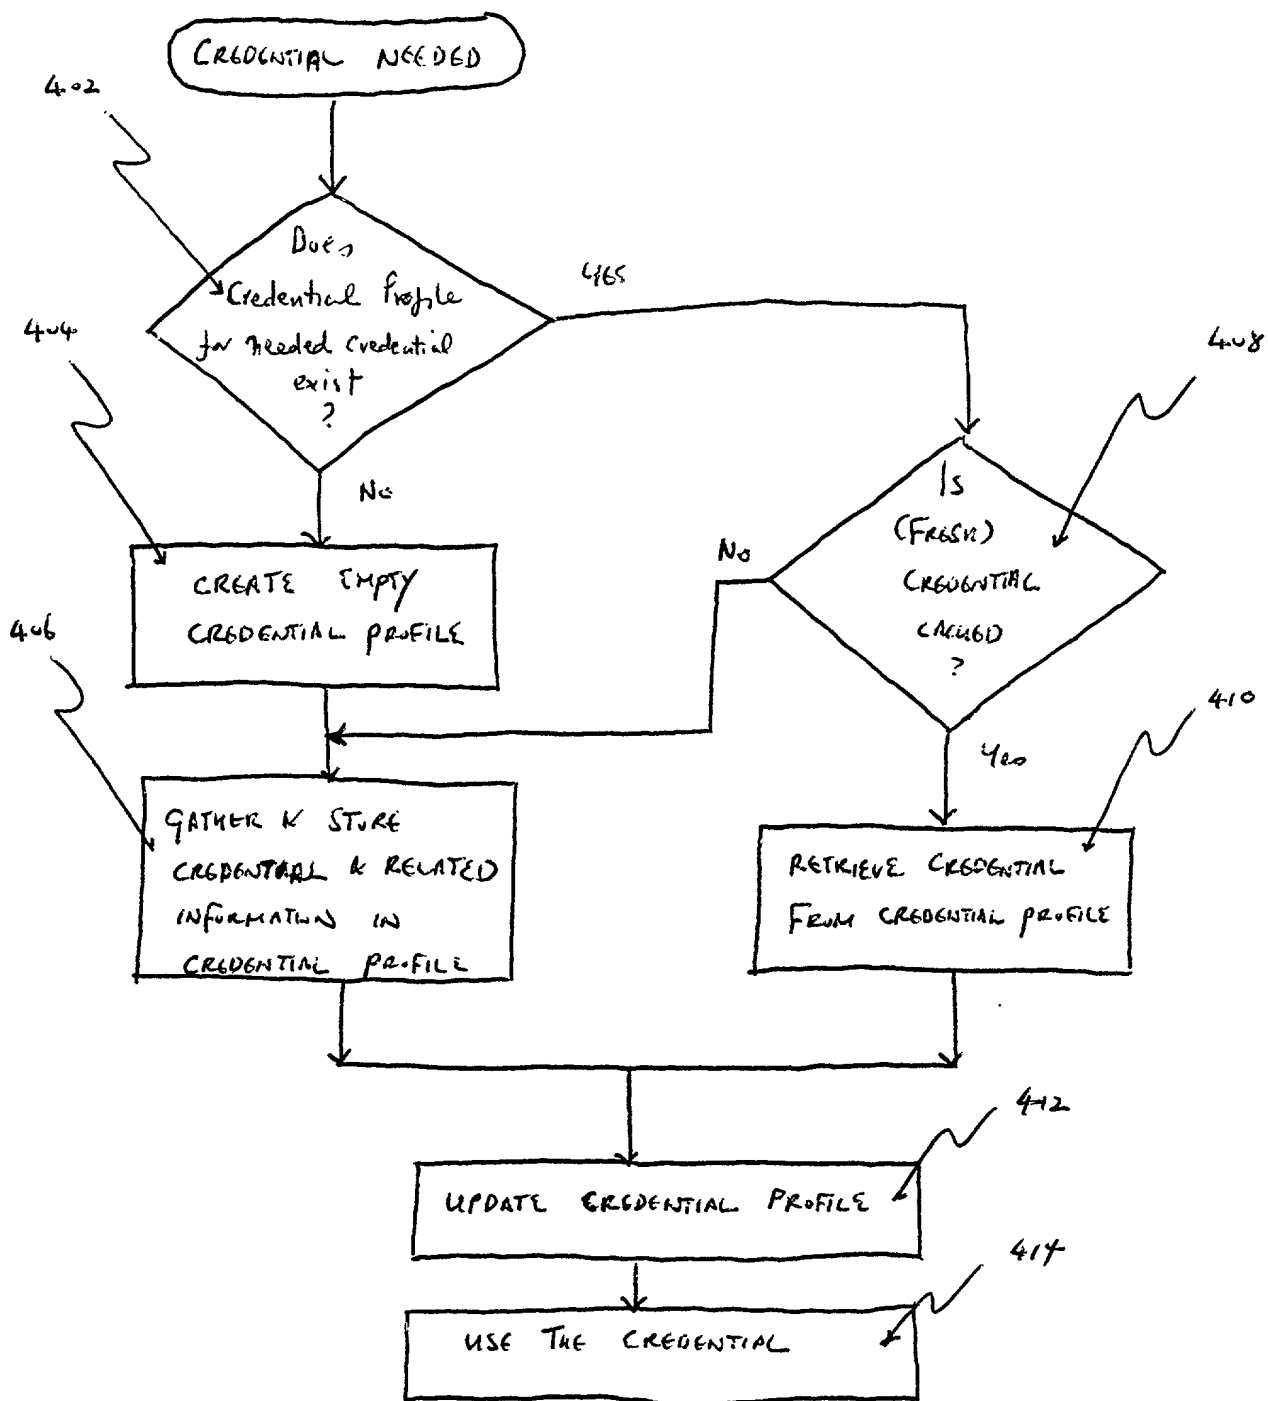 CREDENTIAL NEEDED
402
Does
Credential Profile
for needed credential
exist
?
YES
404
No
408
Is
(FRESH)
CREDENTIAL
CACHED
?
No
CREATE EMPTY
CREDENTIAL PROFILE
406
Yes
410
GATHER & STORE
CREDENTIAL & RELATED
INFORMATION IN
CREDENTIAL PROFILE
RETRIEVE CREDENTIAL
FROM CREDENTIAL PROFILE
412
UPDATE CREDENTIAL PROFILE
414
USE THE CREDENTIAL